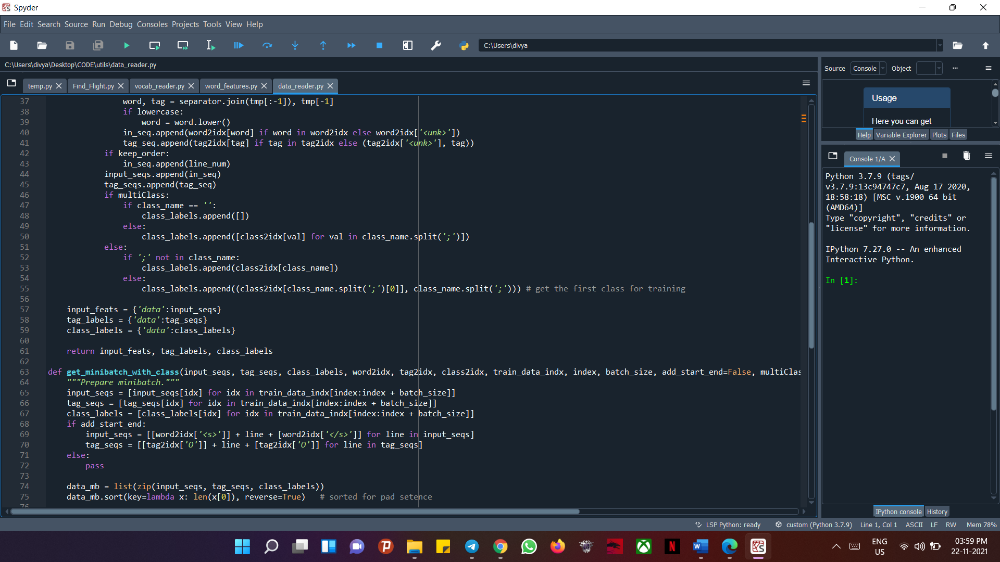 Spyder
File Edit Search Source Run Debug Consoles Projects Tools View Help
C:\Users\divya
C:\Users\divya\Desktop\CODE\utils\data_reader.py
temp.py Find_Flight.py vocab_reader.py word_features.py data_reader.py
37                 word, tag = separator.join(tmp[:-1]), tmp[-1]
38                 if lowercase:
39                     word = word.lower()
40                 in_seq.append(word2idx[word] if word in word2idx else word2idx['<unk>'])
41                 tag_seq.append(tag2idx[tag] if tag in tag2idx else (tag2idx['<unk>'], tag))
42             if keep_order:
43                 in_seq.append(line_num)
44             input_seqs.append(in_seq)
45             tag_seqs.append(tag_seq)
46             if multiClass:
47                 if class_name == '':
48                     class_labels.append([])
49                 else:
50                     class_labels.append([class2idx[val] for val in class_name.split(';')])
51             else:
52                 if ';' not in class_name:
53                     class_labels.append(class2idx[class_name])
54                 else:
55                     class_labels.append((class2idx[class_name.split(';')[0]], class_name.split(';'))) # get the first class for training
56
57     input_feats = {'data':input_seqs}
58     tag_labels = {'data':tag_seqs}
59     class_labels = {'data':class_labels}
60
61     return input_feats, tag_labels, class_labels
62
63 def get_minibatch_with_class(input_seqs, tag_seqs, class_labels, word2idx, tag2idx, class2idx, train_data_indx, index, batch_size, add_start_end=False, multiClas
64     """Prepare minibatch."""
65     input_seqs = [input_seqs[idx] for idx in train_data_indx[index:index + batch_size]]
66     tag_seqs = [tag_seqs[idx] for idx in train_data_indx[index:index + batch_size]]
67     class_labels = [class_labels[idx] for idx in train_data_indx[index:index + batch_size]]
68     if add_start_end:
69         input_seqs = [[word2idx['<s>']] + line + [word2idx['</s>']] for line in input_seqs]
70         tag_seqs = [[tag2idx['O']] + line + [tag2idx['O']] for line in tag_seqs]
71     else:
72         pass
73
74     data_mb = list(zip(input_seqs, tag_seqs, class_labels))
75     data_mb.sort(key=lambda x: len(x[0]), reverse=True)   # sorted for pad setence
76
Source Console Object
Usage
Here you can get
Help Variable Explorer Plots Files
Console 1/A
Python 3.7.9 (tags/
v3.7.9:13c94747c7, Aug 17 2020,
18:58:18) [MSC v.1900 64 bit
(AMD64)]
Type "copyright", "credits" or
"license" for more information.
IPython 7.27.0 -- An enhanced
Interactive Python.
In [1]:
IPython console History
LSP Python: ready custom (Python 3.7.9) Line 1, Col 1 ASCII LF RW Mem 78%
ENG
US
03:59 PM
22-11-2021